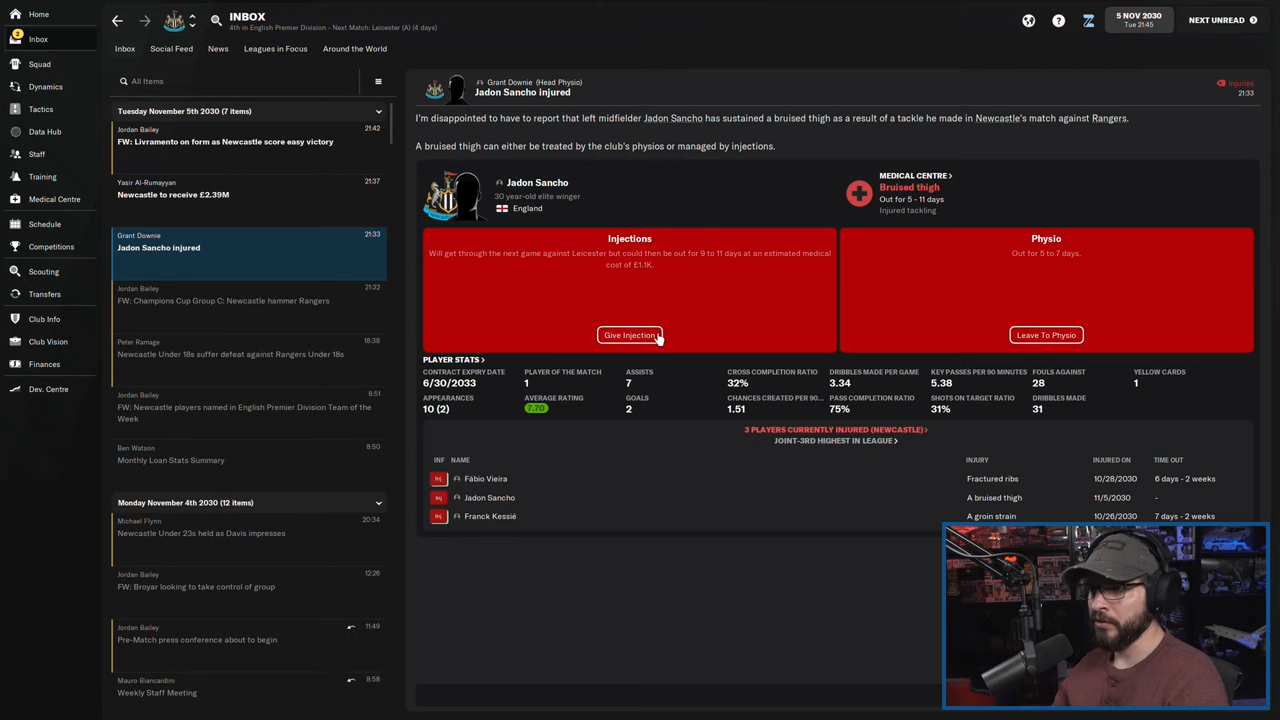 Home
2
Inbox
Squad
Dynamics
Tactics
Data Hub
Staff
Training
Medical Centre
Schedule
Competitions
Scouting
Transfers
Club Info
Club Vision
Finances
Dev. Centre
INBOX
4th in English Premier Division - Next Match: Leicester (A) (4 days)
5 NOV 2030
Tue 21:45
NEXT UNREAD
Inbox
Social Feed
News
Leagues in Focus
Around the World
All Items
Tuesday November 5th 2030 (7 items)
Jordan Bailey
21:42
FW: Livramento on form as Newcastle score easy victory
Yasir Al-Rumayyan
21:37
Newcastle to receive £2.39M
Grant Downie
21:33
Jadon Sancho injured
Jordan Bailey
21:32
FW: Champions Cup Group C: Newcastle hammer Rangers
Peter Ramage
18:38
Newcastle Under 18s suffer defeat against Rangers Under 18s
Jordan Bailey
8:51
FW: Newcastle players named in English Premier Division Team of the
Week
Ben Watson
8:50
Monthly Loan Stats Summary
Monday November 4th 2030 (12 items)
Michael Flynn
20:34
Newcastle Under 23s held as Davis impresses
Jordan Bailey
12:26
FW: Broyar looking to take control of group
Jordan Bailey
11:49
Pre-Match press conference about to begin
Mauro Biancardini
8:58
Weekly Staff Meeting
Grant Downie (Head Physio)
Jadon Sancho injured
Injuries
21:33
I'm disappointed to have to report that left midfielder Jadon Sancho has sustained a bruised thigh as a result of a tackle he made in Newcastle's match against Rangers.
A bruised thigh can either be treated by the club's physios or managed by injections.
Jadon Sancho
30 year-old elite winger
England
MEDICAL CENTRE >
Bruised thigh
Out for 5 - 11 days
Injured tackling
Injections
Will get through the next game against Leicester but could then be out for 9 to 11 days at an estimated medical
cost of £1.1K.
Give Injection
Physio
Out for 5 to 7 days.
Leave To Physio
PLAYER STATS >
CONTRACT EXPIRY DATE
PLAYER OF THE MATCH
ASSISTS
CROSS COMPLETION RATIO
DRIBBLES MADE PER GAME
KEY PASSES PER 90 MINUTES
FOULS AGAINST
YELLOW CARDS
6/30/2033
1
7
32%
3.34
5.38
28
1
APPEARANCES
AVERAGE RATING
GOALS
CHANCES CREATED PER 90...
PASS COMPLETION RATIO
SHOTS ON TARGET RATIO
DRIBBLES MADE
10 (2)
7.70
2
1.51
75%
31%
31
3 PLAYERS CURRENTLY INJURED (NEWCASTLE) >
JOINT-3RD HIGHEST IN LEAGUE >
INF
NAME
INJURY
INJURED ON
TIME OUT
Inj
Fábio Vieira
Fractured ribs
10/28/2030
6 days - 2 weeks
Inj
Jadon Sancho
A bruised thigh
11/5/2030
-
Inj
Franck Kessié
A groin strain
10/26/2030
7 days - 2 weeks